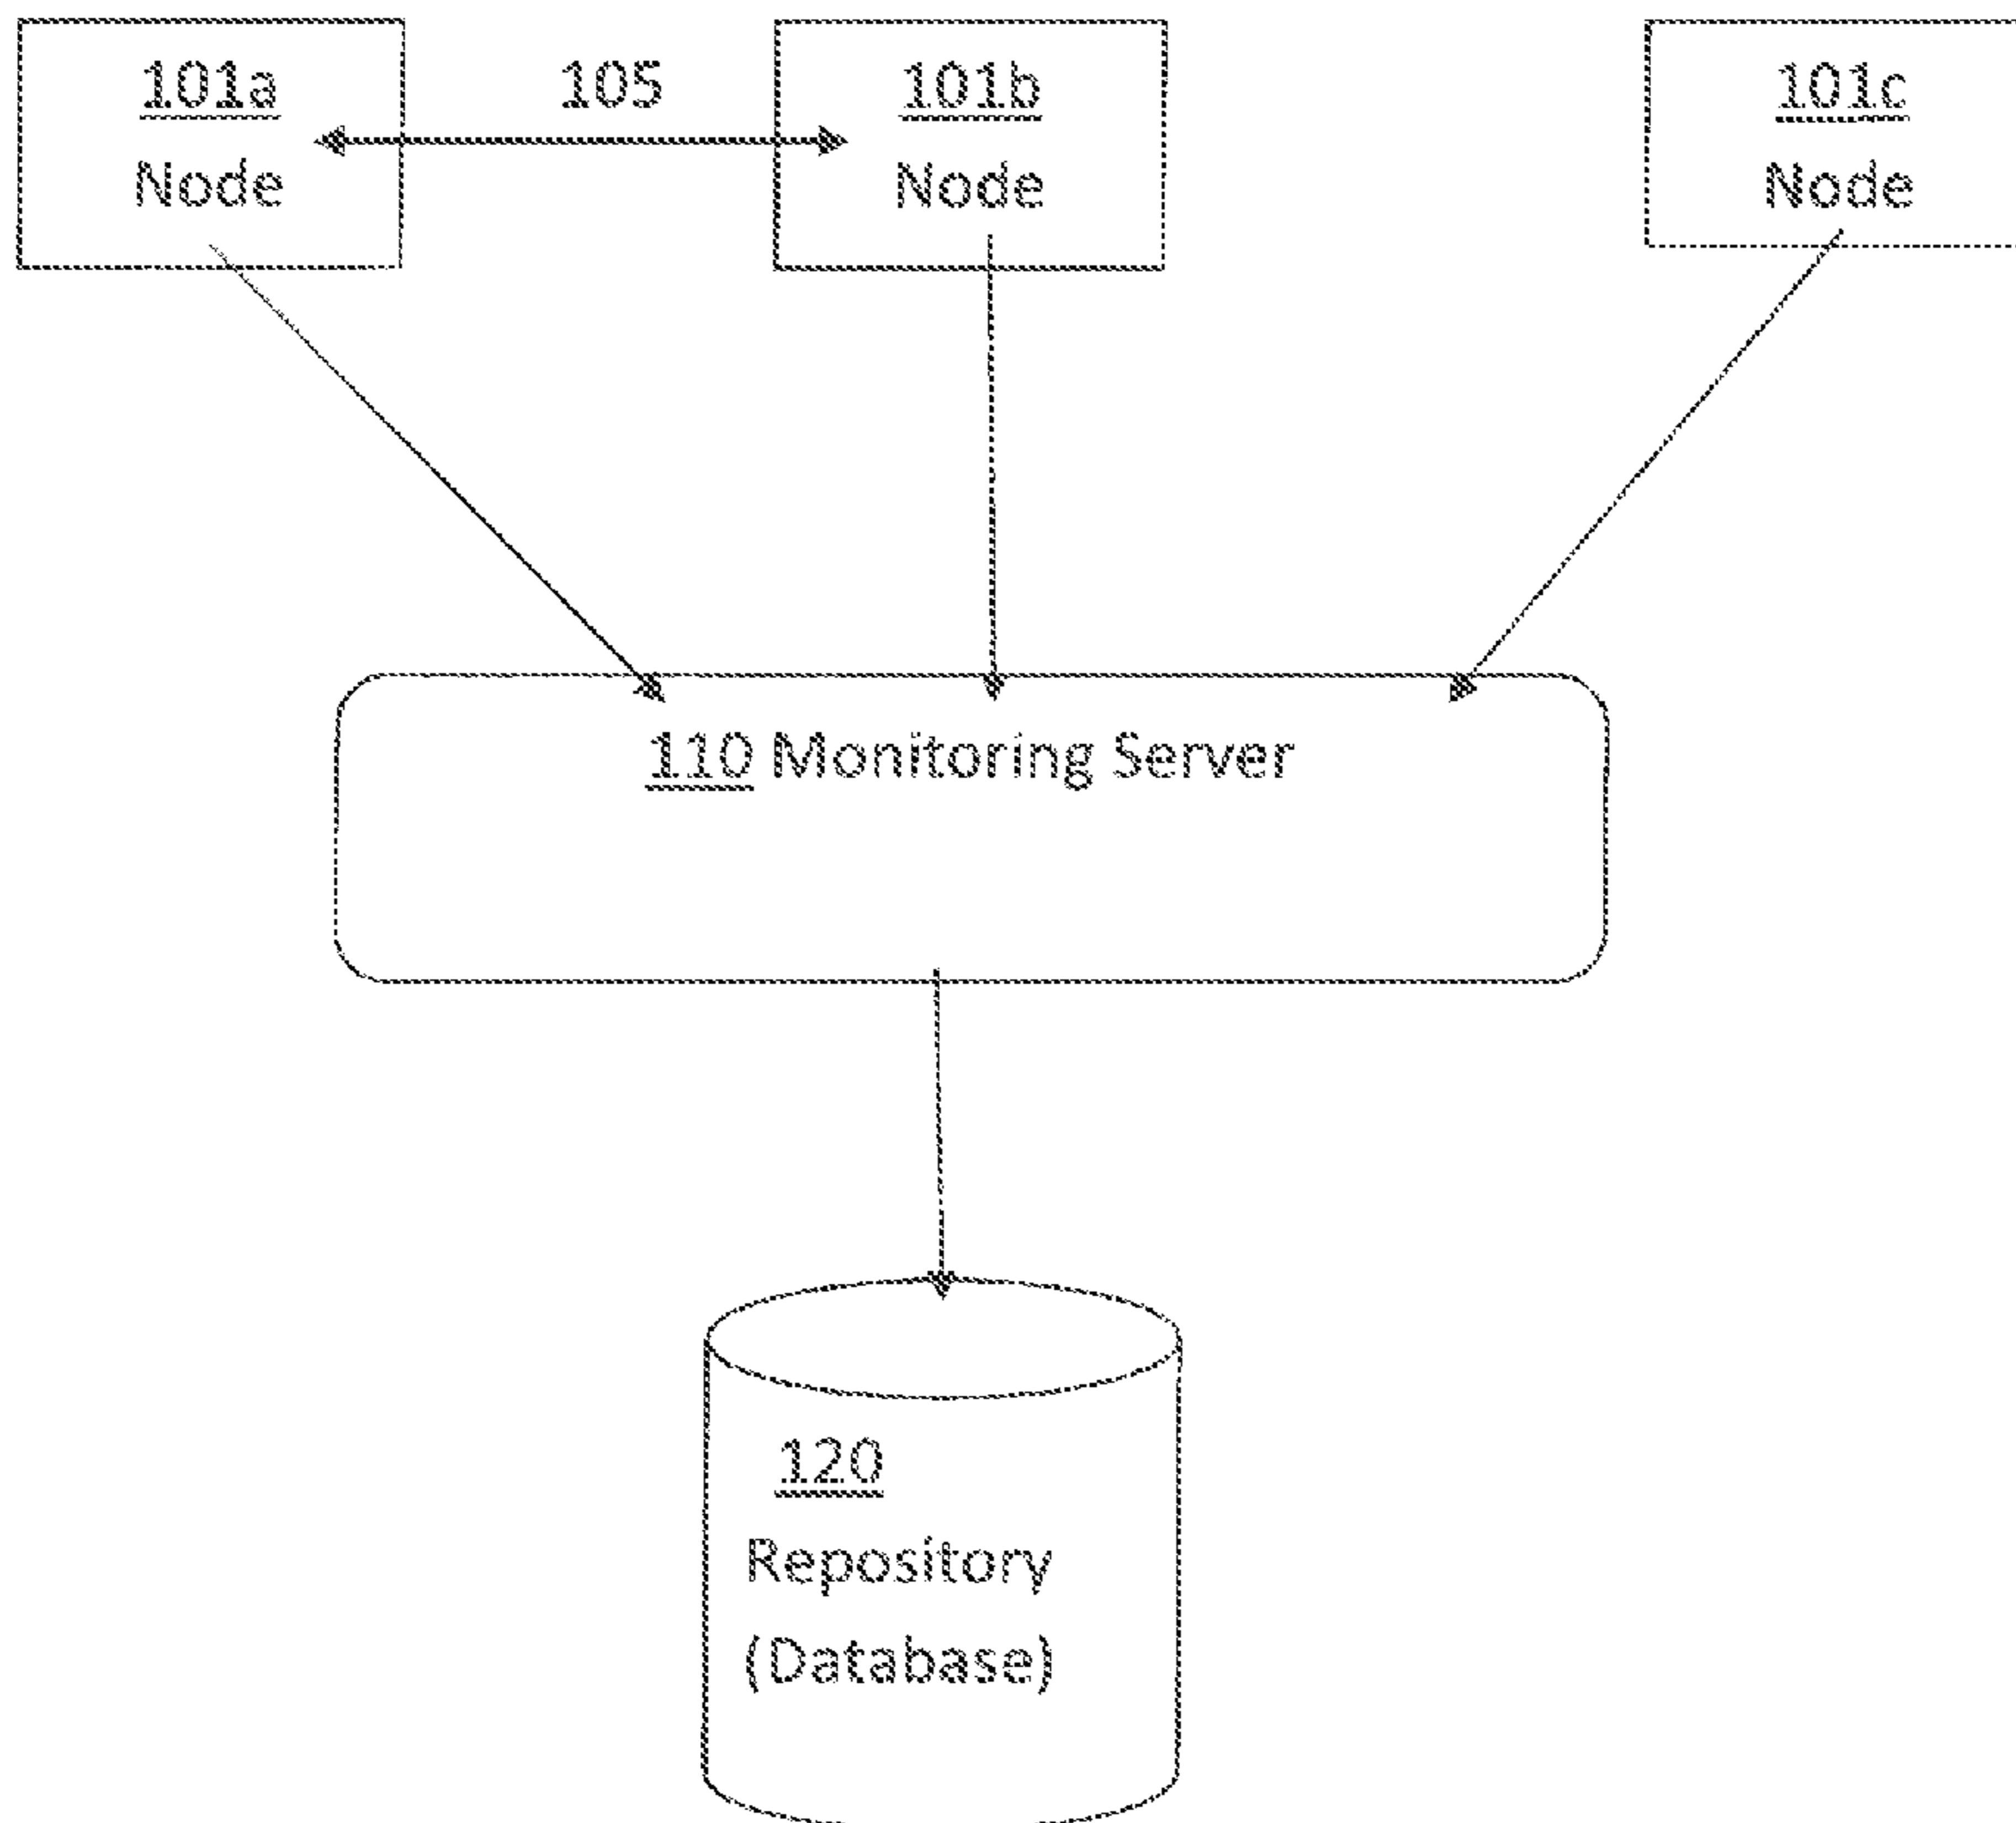 101a
Node
105
101b
Node
101c
Node
110 Monitoring Server
120
Repository
(Database)